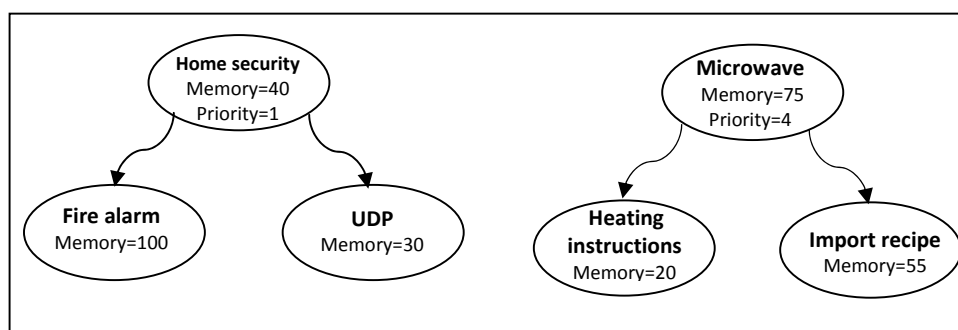 Home security
Memory=40
Priority=1
Microwave
Memory=75
Priority=4
Fire alarm
Memory=100
UDP
Memory=30
Heating
instructions
Memory=20
Import recipe
Memory=55